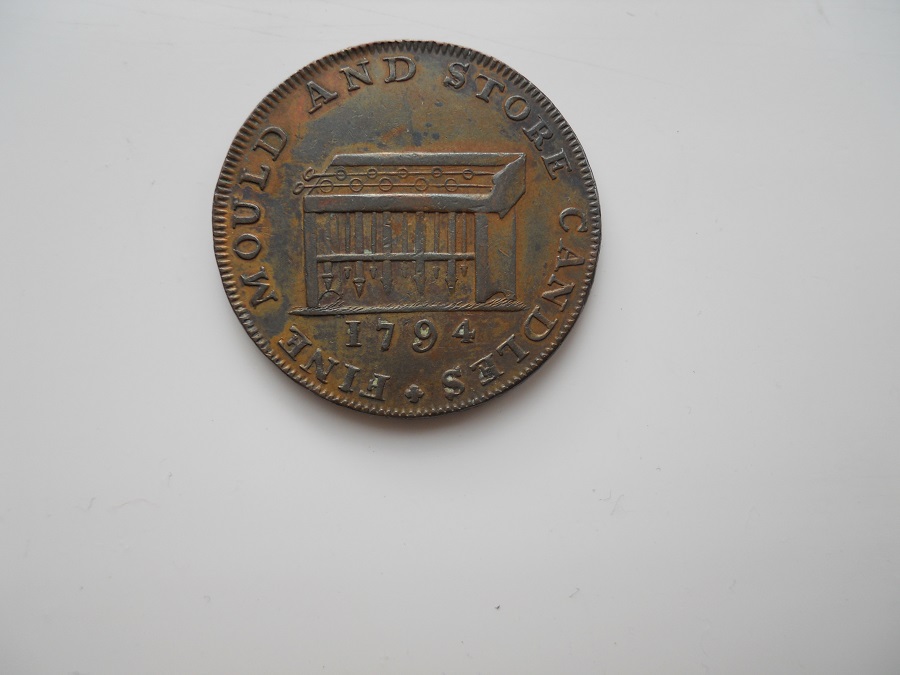 FINE MOULD AND STORE CANDLES
1794